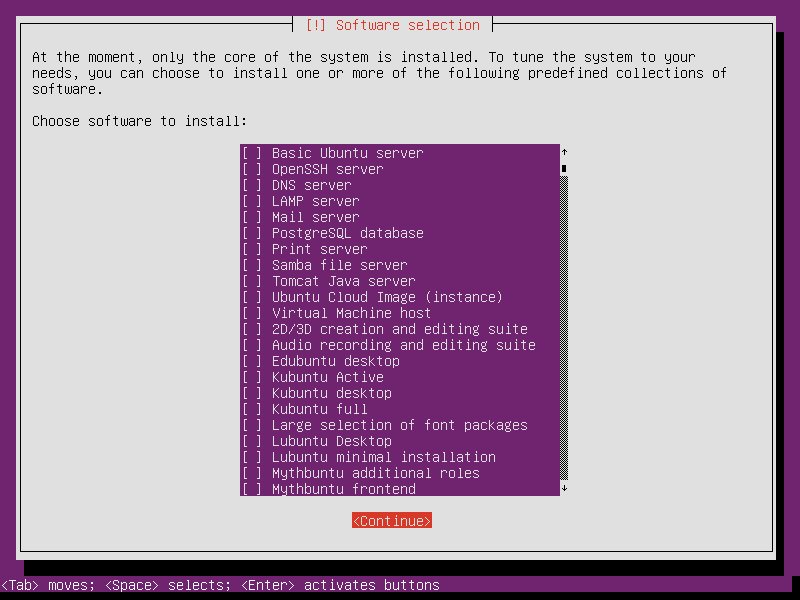 [!] Software selection
At the moment, only the core of the system is installed. To tune the system to your
needs, you can choose to install one or more of the following predefined collections of
software.
Choose software to install:
[ ] Basic Ubuntu server
[ ] OpenSSH server
[ ] DNS server
[ ] LAMP server
[ ] Mail server
[ ] PostgreSQL database
[ ] Print server
[ ] Samba file server
[ ] Tomcat Java server
[ ] Ubuntu Cloud Image (instance)
[ ] Virtual Machine host
[ ] 2D/3D creation and editing suite
[ ] Audio recording and editing suite
[ ] Edubuntu desktop
[ ] Kubuntu Active
[ ] Kubuntu desktop
[ ] Kubuntu full
[ ] Large selection of font packages
[ ] Lubuntu Desktop
[ ] Lubuntu minimal installation
[ ] Mythbuntu additional roles
[ ] Mythbuntu frontend
<Continue>
<Tab> moves; <Space> selects; <Enter> activates buttons